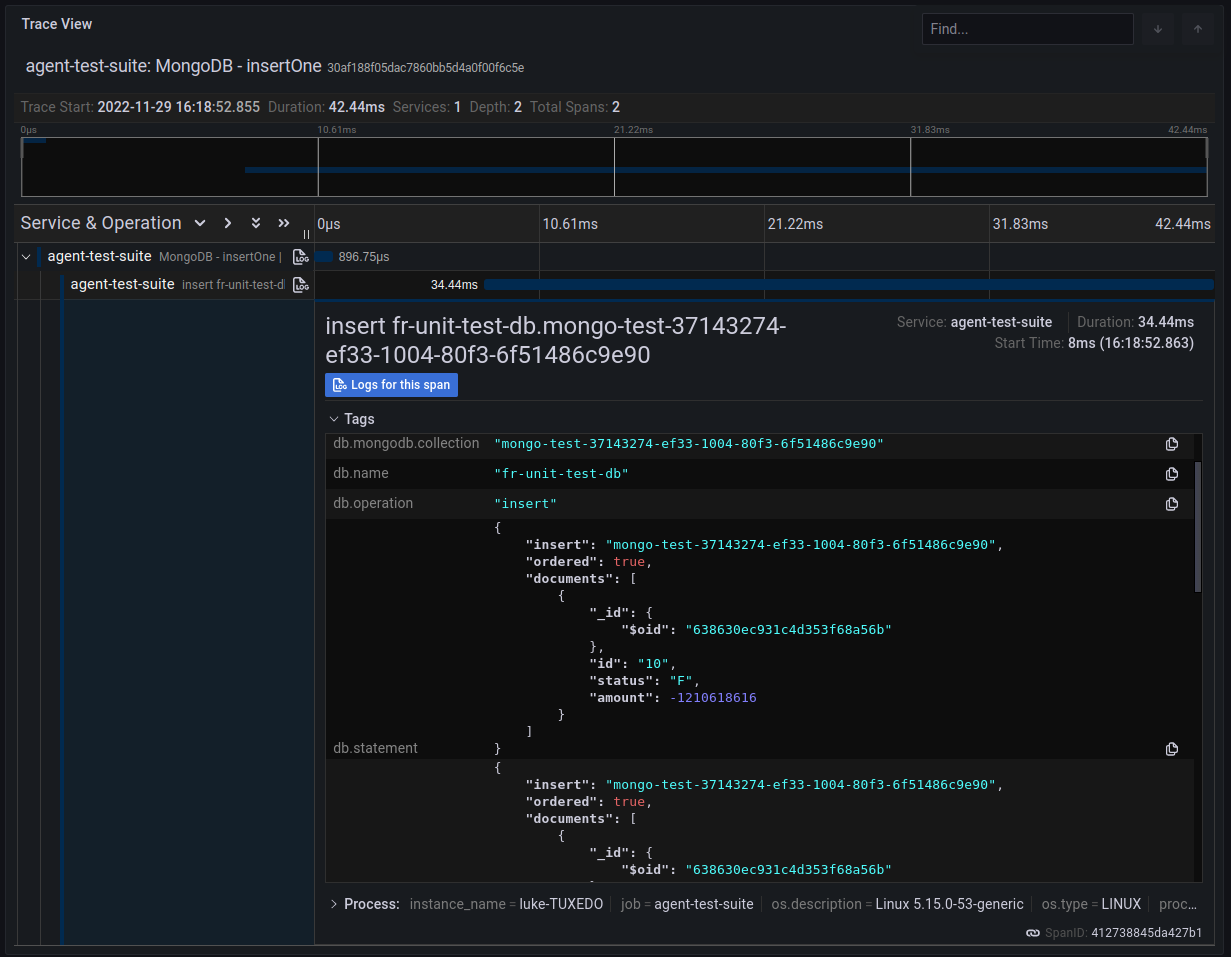 Trace View
Find...
agent-test-suite: MongoDB - insertOne 30af188f05dac7860bb5d4a0f00f6c5e
Trace Start: 2022-11-29 16:18:52.855 Duration: 42.44ms Services: 1 Depth: 2 Total Spans: 2
0μs 10.61ms 21.22ms 31.83ms 42.44ms
Service & Operation 0μs 10.61ms 21.22ms 31.83ms 42.44ms
agent-test-suite MongoDB - insertOne | LOG 896.75μs
agent-test-suite insert fr-unit-test-d LOG 34.44ms
insert fr-unit-test-db.mongo-test-37143274-
ef33-1004-80f3-6f51486c9e90
Service: agent-test-suite Duration: 34.44ms
Start Time: 8ms (16:18:52.863)
LOG Logs for this span
Tags
db.mongodb.collection "mongo-test-37143274-ef33-1004-80f3-6f51486c9e90"
db.name "fr-unit-test-db"
db.operation "insert"
{
"insert": "mongo-test-37143274-ef33-1004-80f3-6f51486c9e90",
"ordered": true,
"documents": [
{
"_id": {
"$oid": "638630ec931c4d353f68a56b"
},
"id": "10",
"status": "F",
"amount": -1210618616
}
]
db.statement }
{
"insert": "mongo-test-37143274-ef33-1004-80f3-6f51486c9e90",
"ordered": true,
"documents": [
{
"_id": {
"$oid": "638630ec931c4d353f68a56b"
Process: instance_name = luke-TUXEDO job = agent-test-suite os.description = Linux 5.15.0-53-generic os.type = LINUX proc...
SpanID: 412738845da427b1